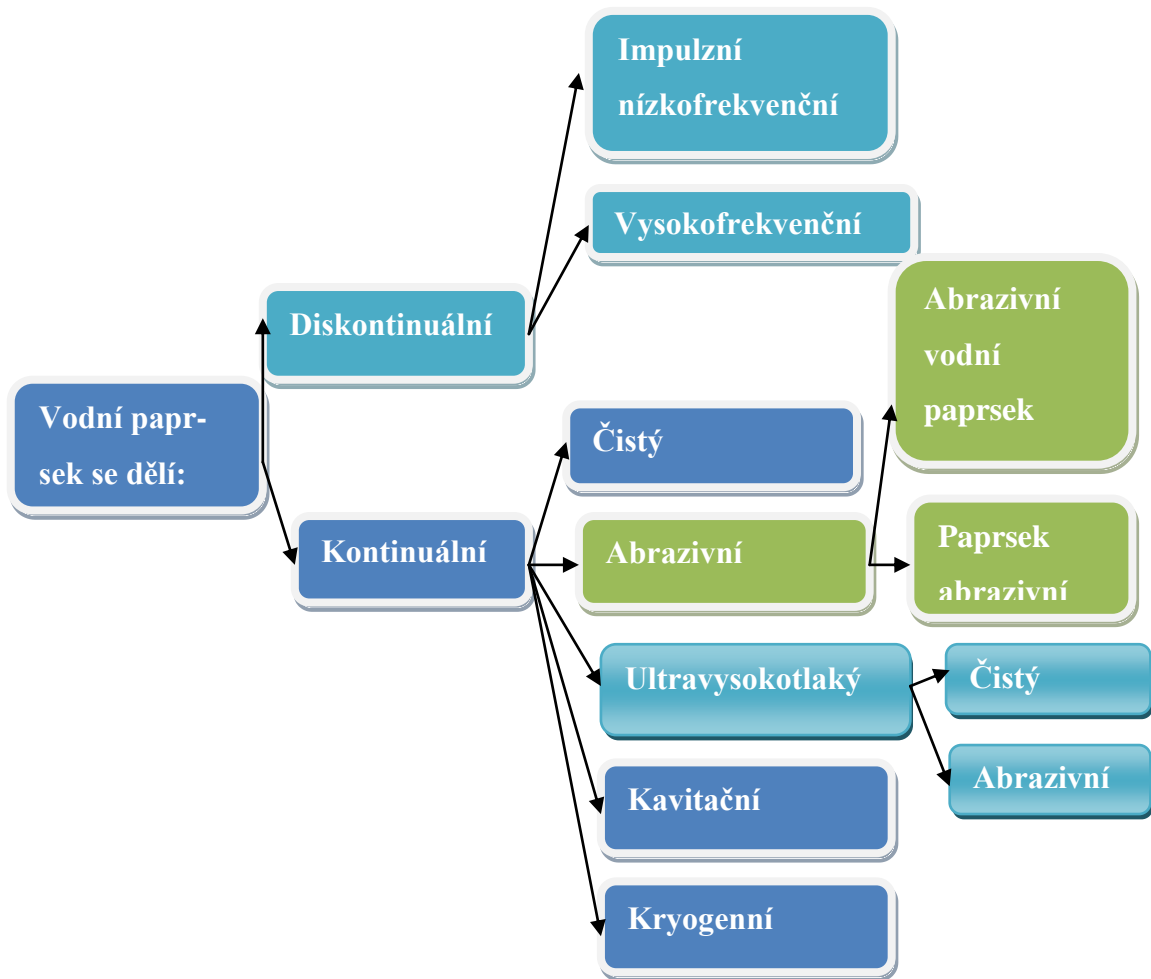 Impulzní
nízkofrekvenční
Vysokofrekvenční
Diskontinuální
Abrazivní
vodní
paprsek
Vodní papr-
sek se dělí:
Čistý
Kontinuální
Abrazivní
Paprsek
abrazivní
Ultravysokotlaký
Čistý
Abrazivní
Kavitační
Kryogenní